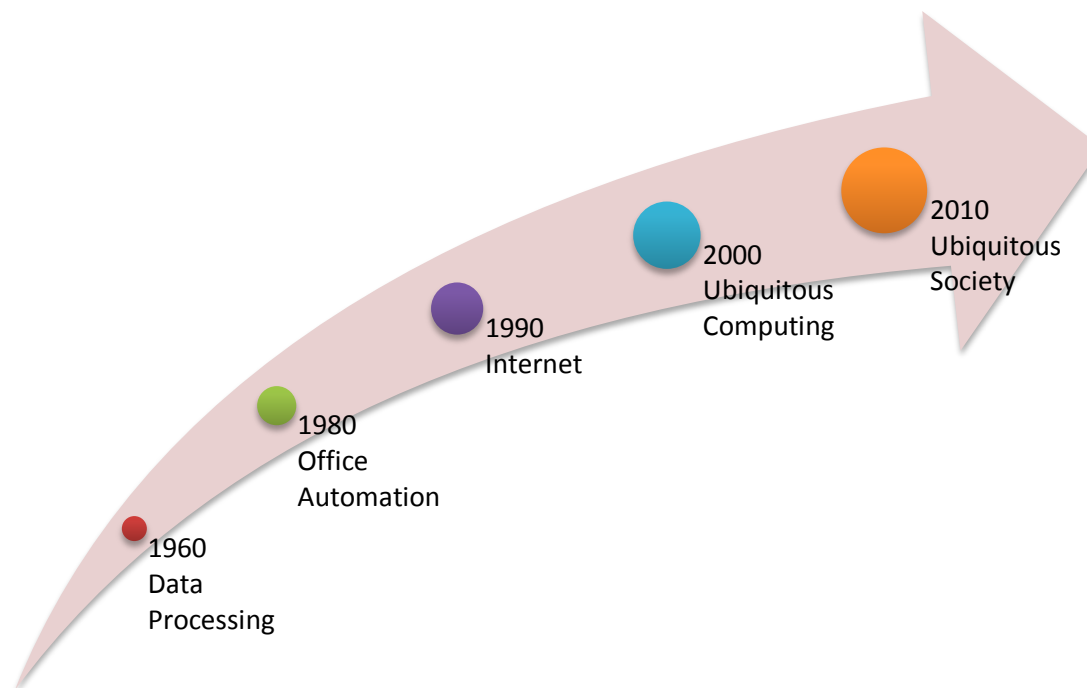 1960
Data
Processing
1980
Office
Automation
1990
Internet
2000
Ubiquitous
Computing
2010
Ubiquitous
Society